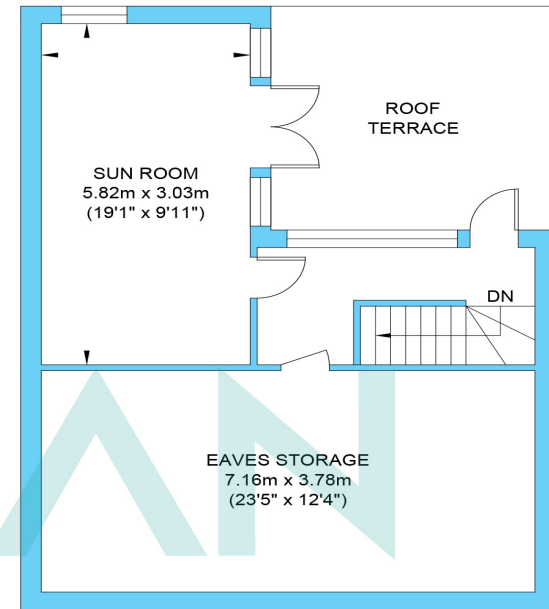 ROOF
TERRACE
SUN ROOM
5.82m x 3.03m
(19'1" x 9'11")
DN
EAVES STORAGE
7.16m x 3.78m
(23'5" x 12'4")
AN